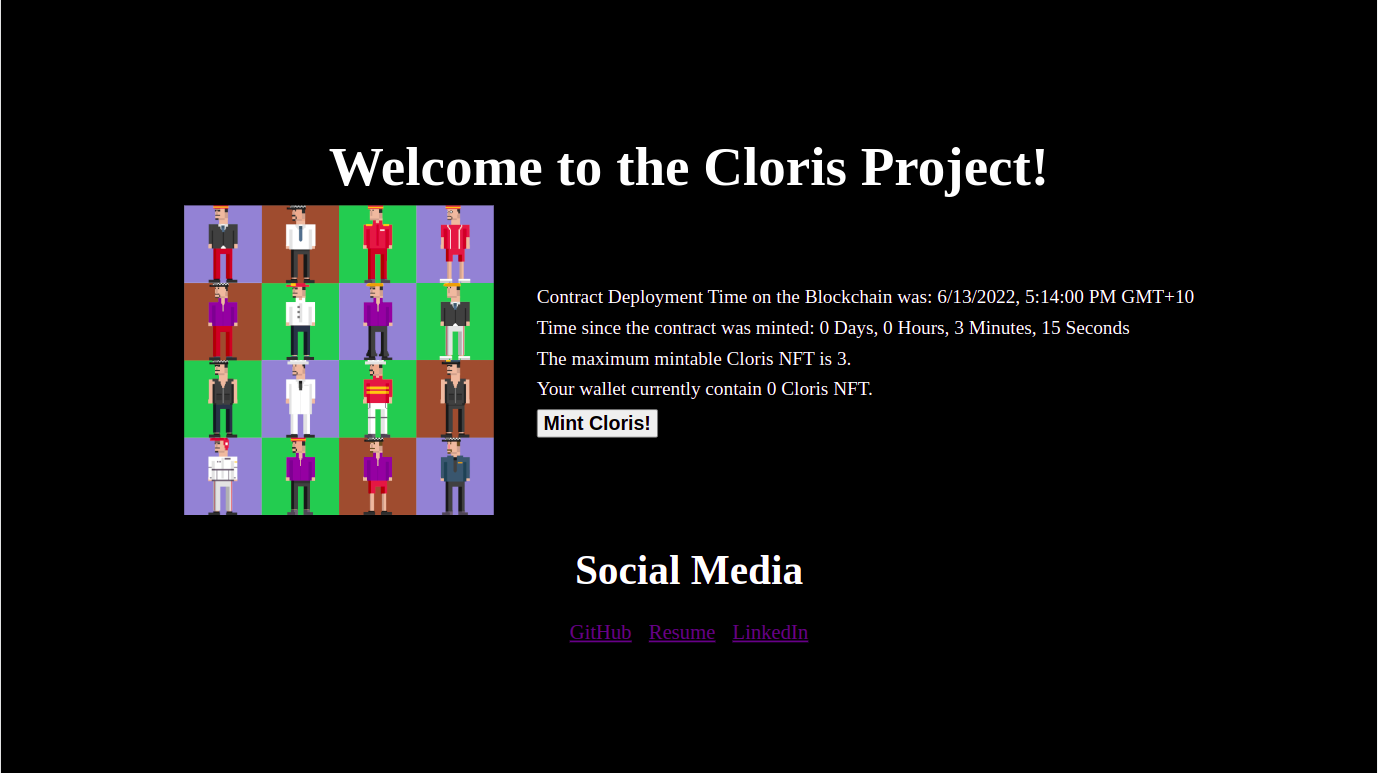 Welcome to the Cloris Project!
Contract Deployment Time on the Blockchain was: 6/13/2022, 5:14:00 PM GMT+10
Time since the contract was minted: 0 Days, 0 Hours, 3 Minutes, 15 Seconds
The maximum mintable Cloris NFT is 3.
Your wallet currently contain 0 Cloris NFT.
Mint Cloris!
Social Media
GitHub Resume LinkedIn